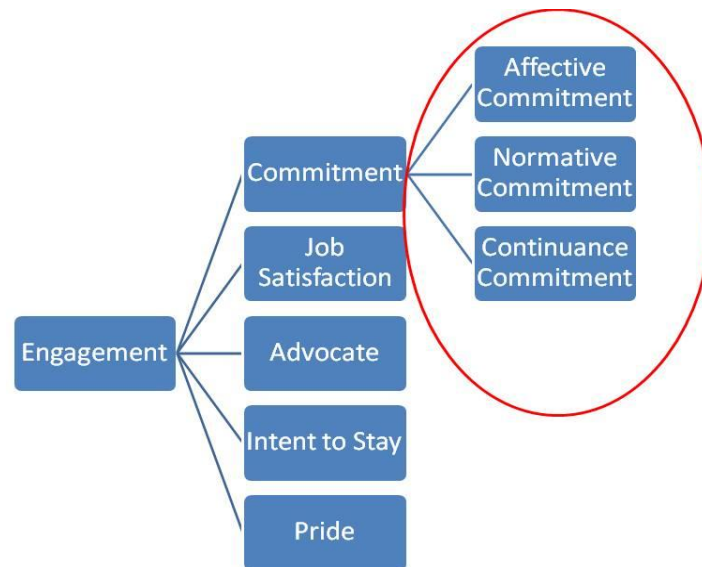 Engagement
Commitment
Job
Satisfaction
Advocate
Intent to Stay
Pride
Affective
Commitment
Normative
Commitment
Continuance
Commitment